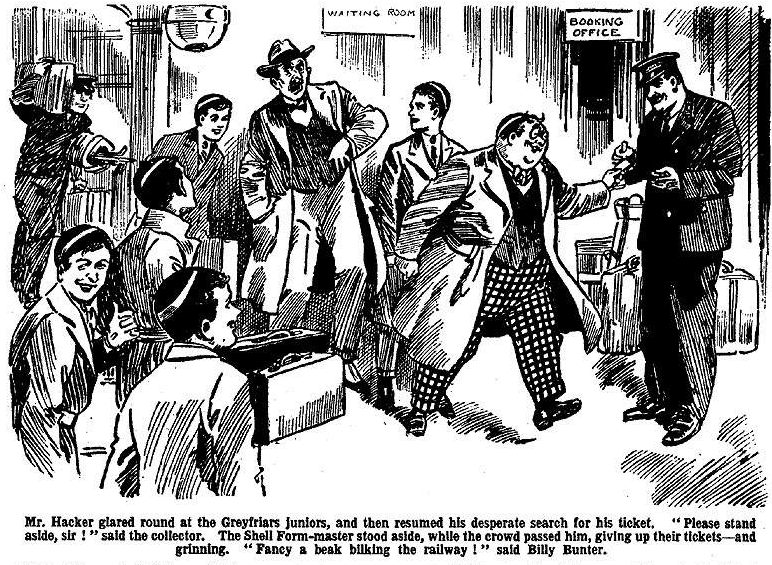 WAITING ROOM
BOOKING
OFFICE
Mr. Hacker glared round at the Greyfriars juniors, and then resumed his desperate search for his ticket. " Please stand
aside, sir ! " said the collector. The Shell Form-master stood aside, while the crowd passed him, giving up their tickets—and
grinning. " Fancy a beak bilking the railway ! " said Billy Bunter.